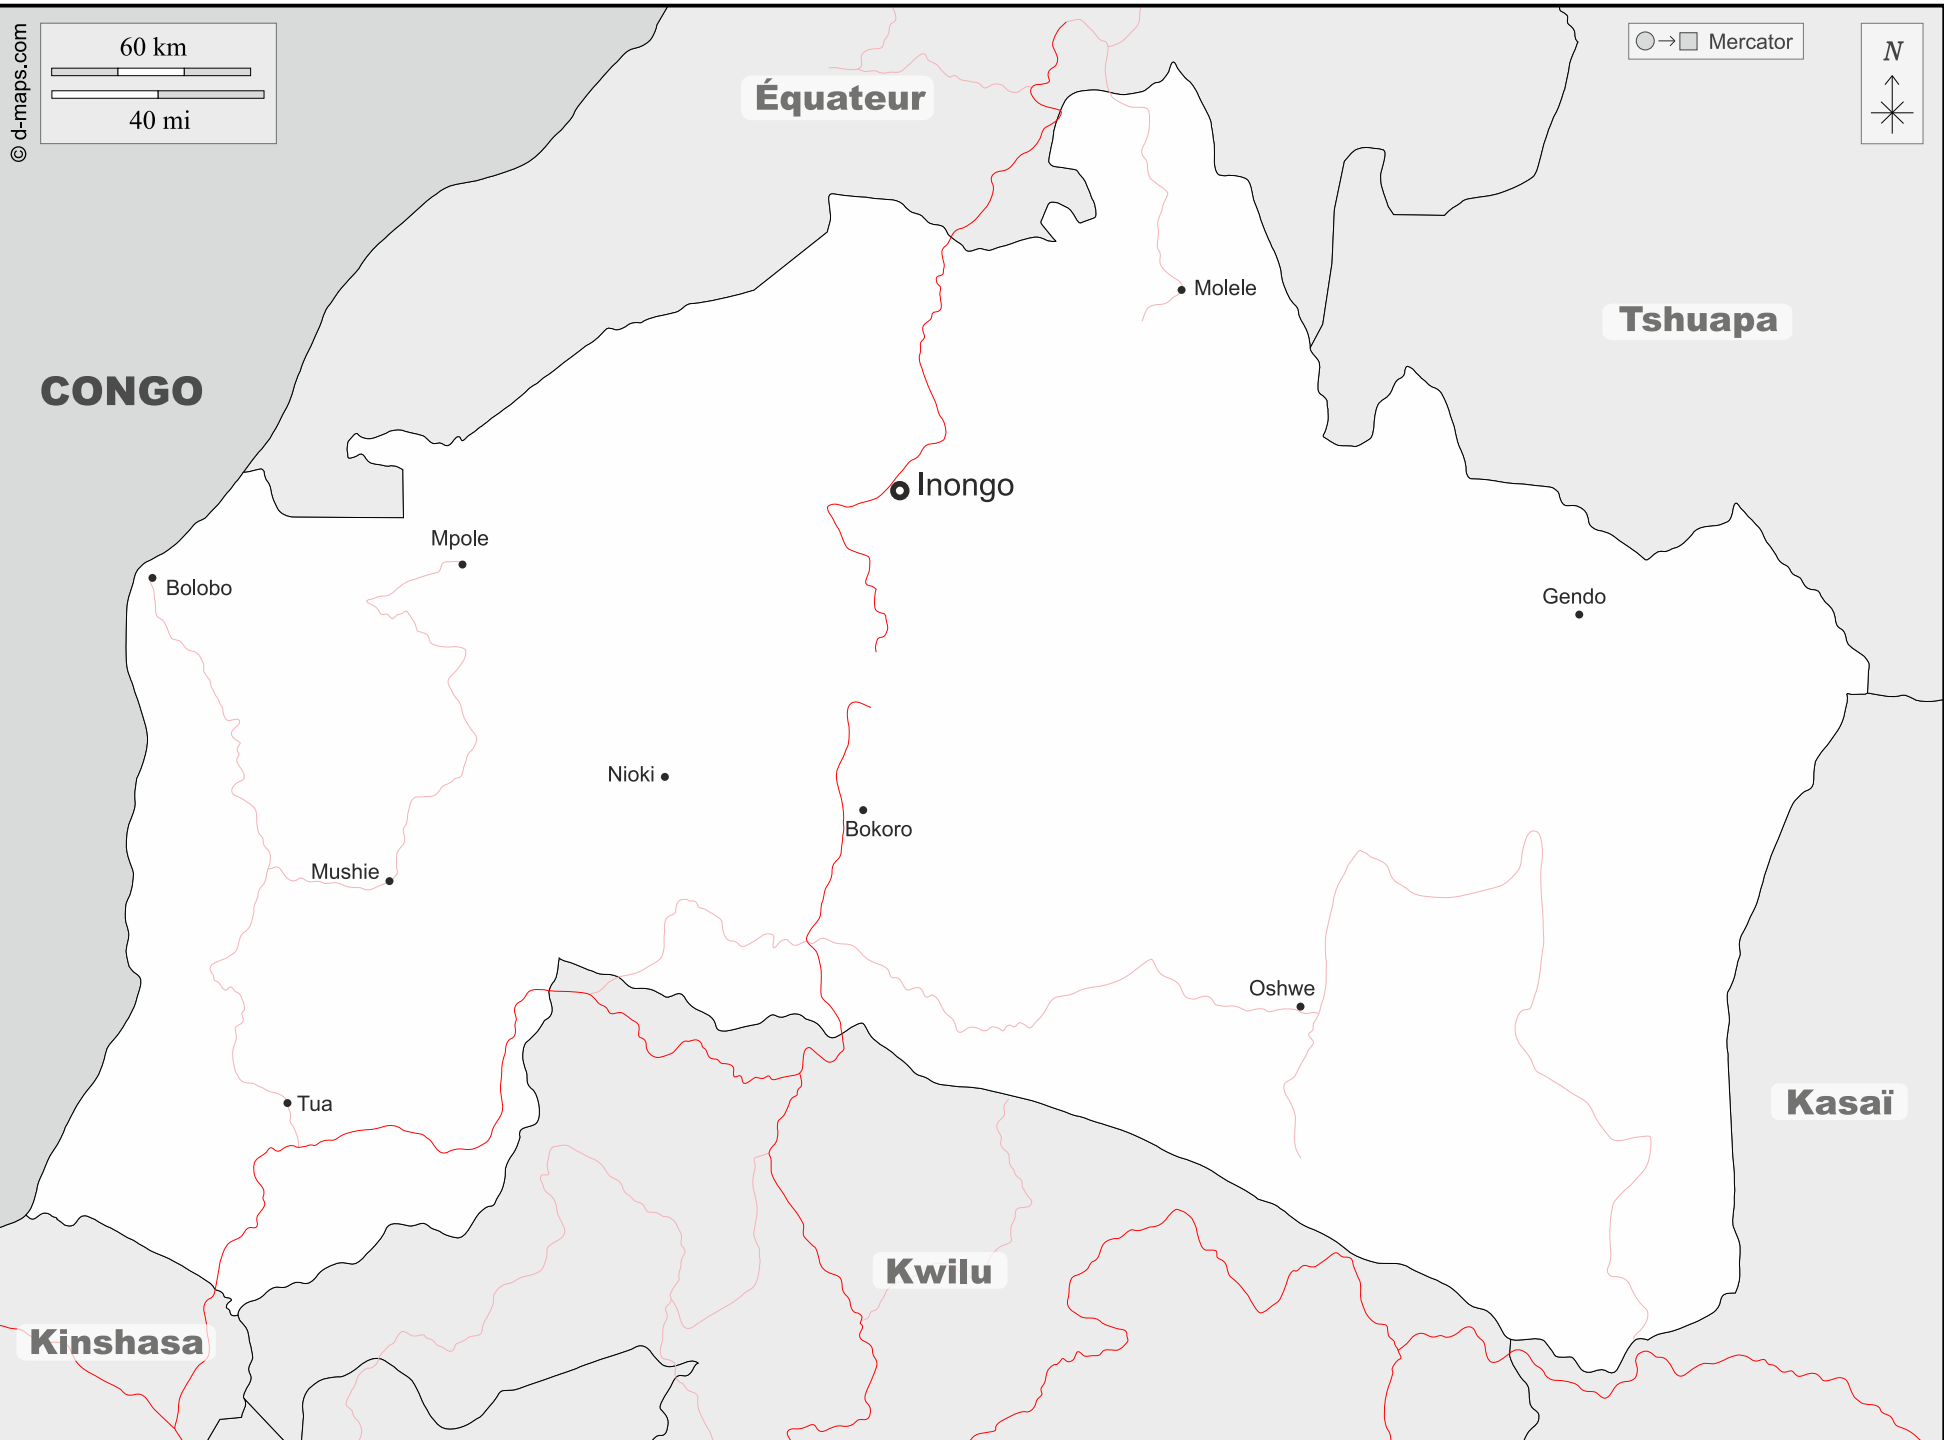 © d-maps.com
60 km
40 mi
Mercator
N
Équateur
Molele
Tshuapa
CONGO
Inongo
Mpole
Bolobo
Gendo
Nioki
Bokoro
Mushie
Oshwe
Tua
Kasaï
Kwilu
Kinshasa